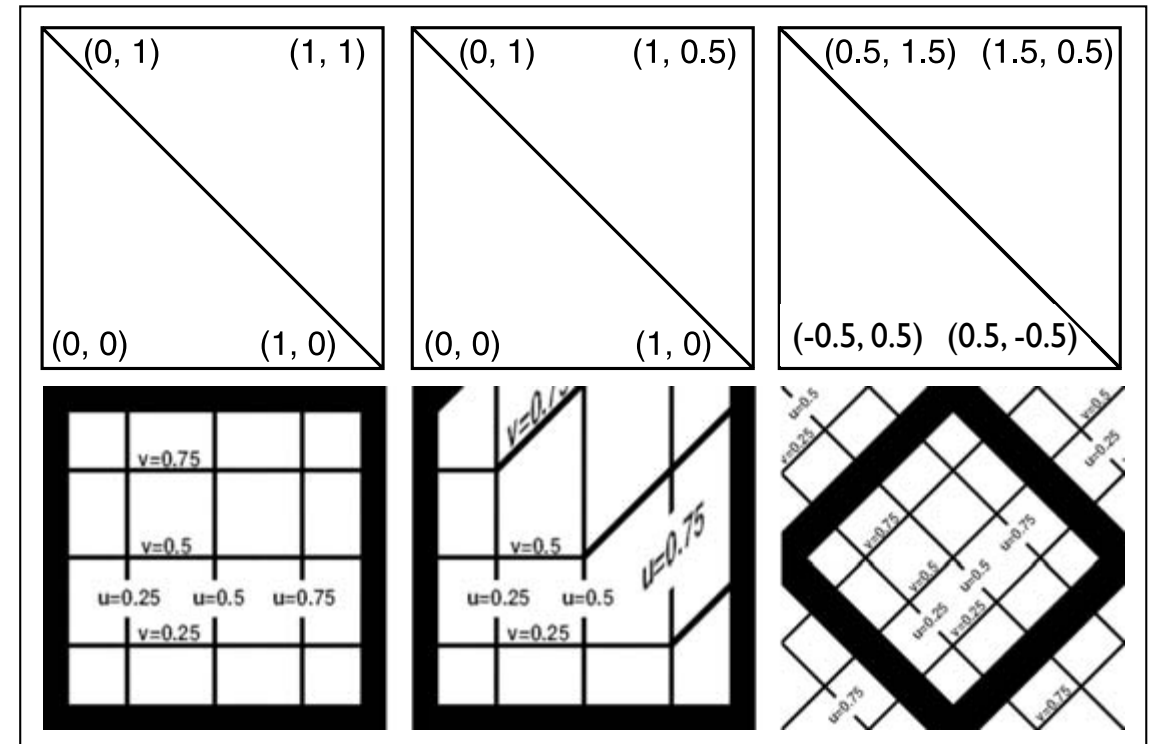 (0, 1) (1, 1)
(0, 0) (1, 0)
(0, 1) (1, 0.5)
(0, 0) (1, 0)
(0.5, 1.5) (1.5, 0.5)
(-0.5, 0.5) (0.5, -0.5)
v=0.75
v=0.5
u=0.25 u=0.5 u=0.75
v=0.25
v=0.75
v=0.5
u=0.75
u=0.25 u=0.5
v=0.25
u=0.5
v=0.25
v=0.5
u=0.25
v=0.75
u=0.75
v=0.5
u=0.5
u=0.25
v=0.25
u=0.75
v=0.75